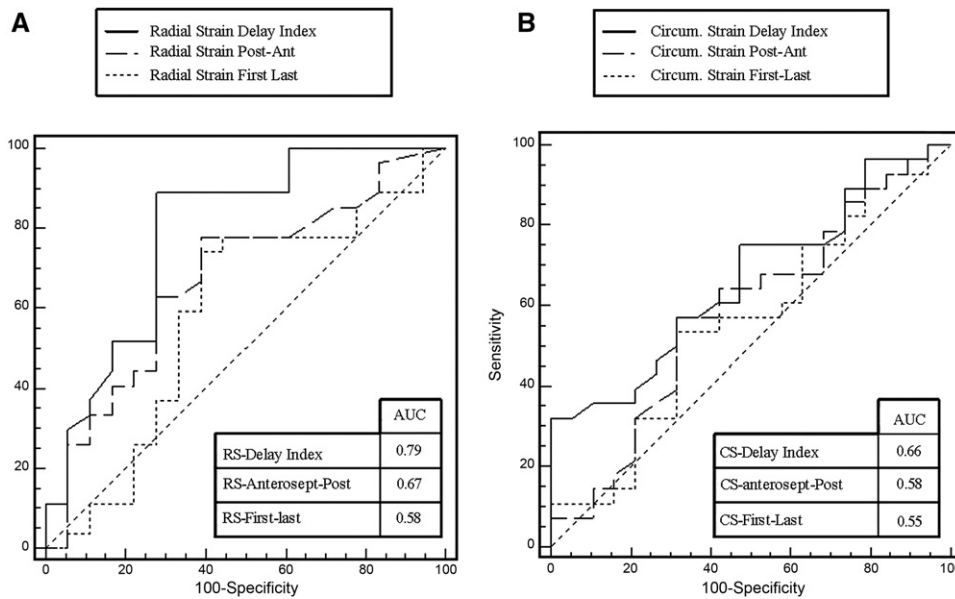 A
Radial Strain Delay Index
Radial Strain Post-Ant
Radial Strain First Last
100
80
60
40
20
0
0 20 40 60 80 100
100-Specificity
AUC
RS-Delay Index 0.79
RS-Anterosept-Post 0.67
RS-First-last 0.58
B
Circum. Strain Delay Index
Circum. Strain Post-Ant
Circum. Strain First-Last
Sensitivity
100
80
60
40
20
0
0 20 40 60 80 100
100-Specificity
AUC
CS-Delay Index 0.66
CS-anterosept-Post 0.58
CS-First-Last 0.55